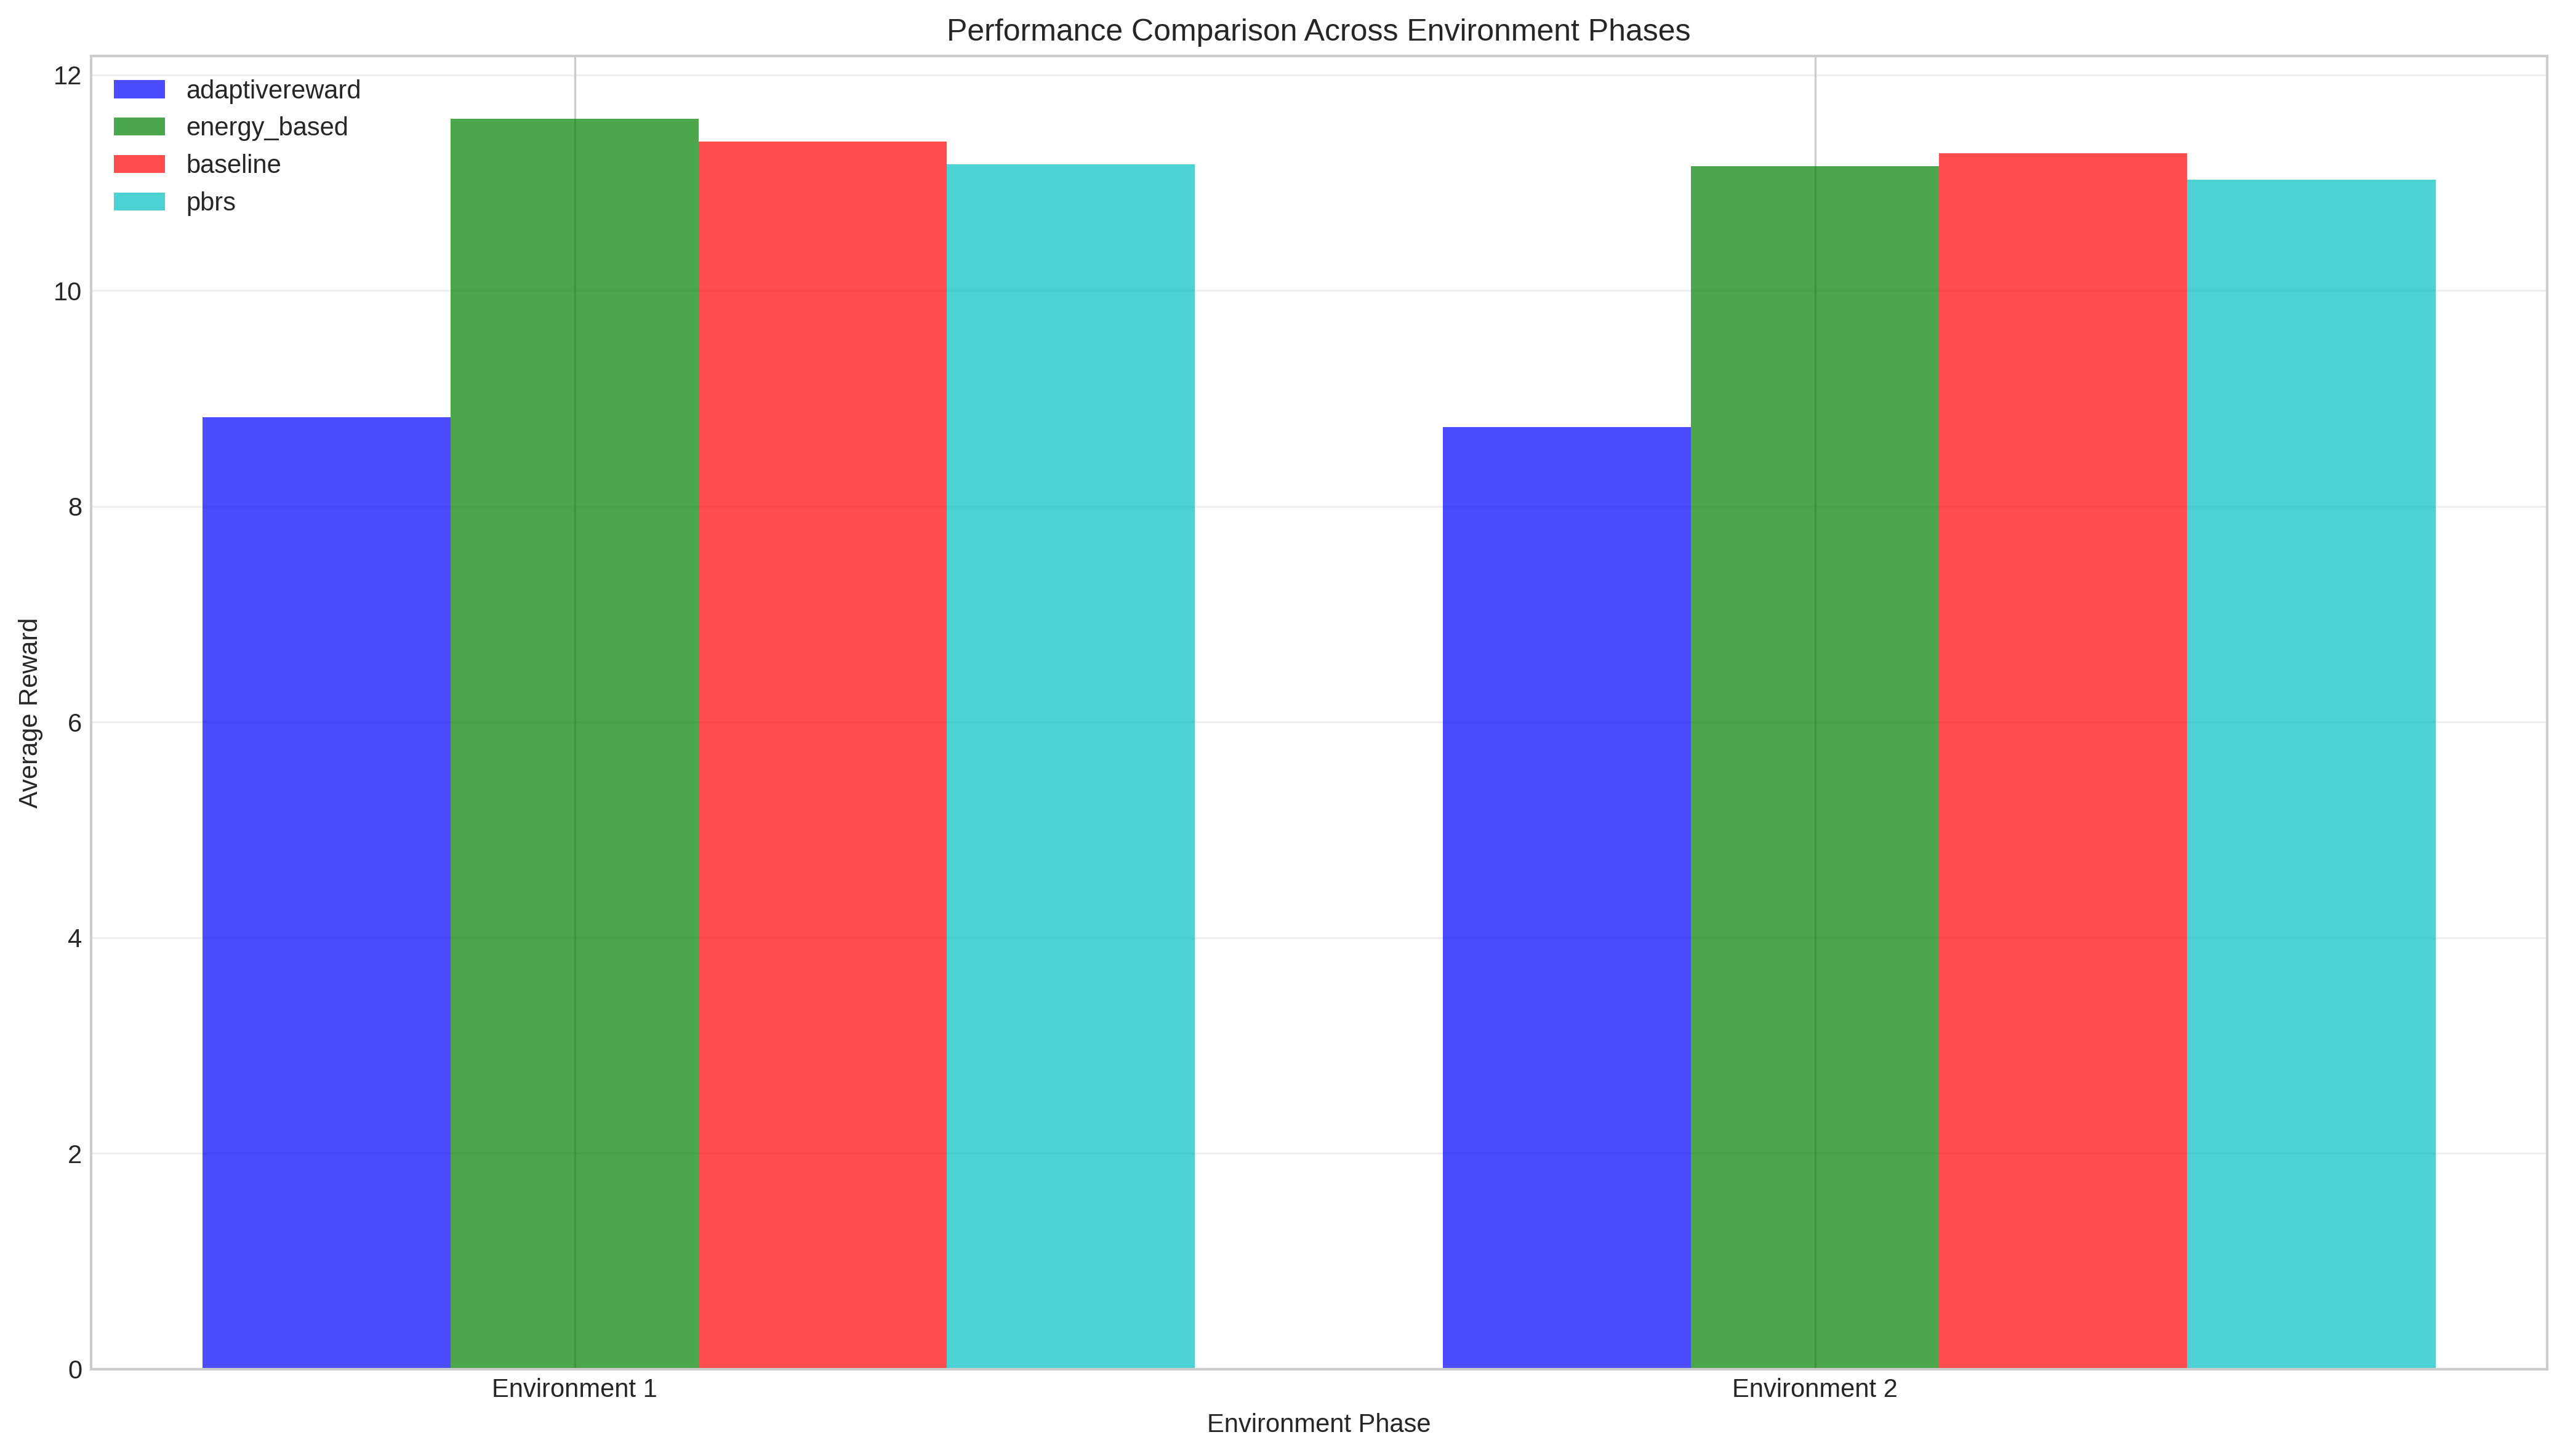 Performance Comparison Across Environment Phases
12
10
8
6
4
2
0
Average Reward
adaptivereward
energy_based
baseline
pbrs
Environment 1
Environment 2
Environment Phase